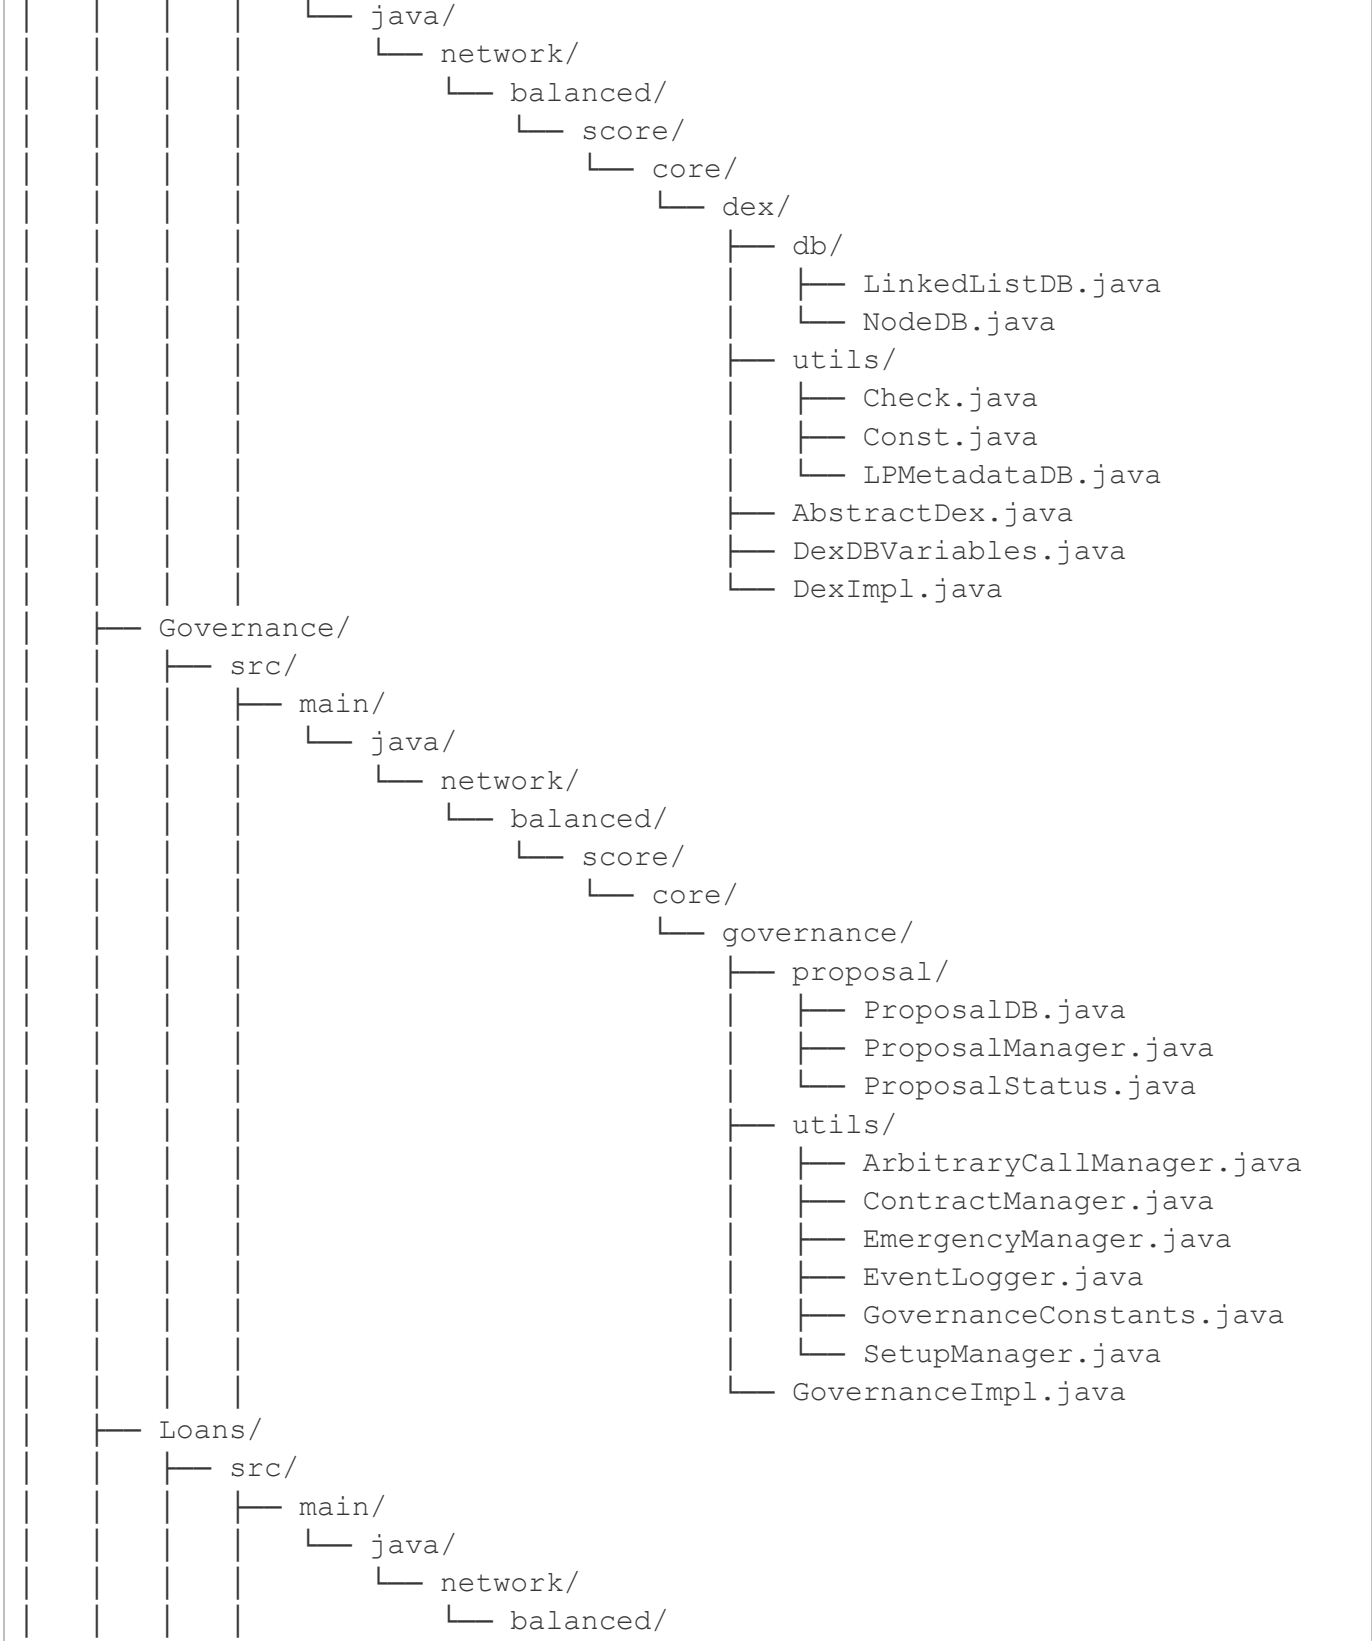 │   │   │   │   └── java/
│   │   │   │       └── network/
│   │   │   │           └── balanced/
│   │   │   │               └── score/
│   │   │   │                   └── core/
│   │   │   │                       └── dex/
│   │   │   │                           ├── db/
│   │   │   │                           │   ├── LinkedListDB.java
│   │   │   │                           │   └── NodeDB.java
│   │   │   │                           ├── utils/
│   │   │   │                           │   ├── Check.java
│   │   │   │                           │   ├── Const.java
│   │   │   │                           │   └── LPMetadataDB.java
│   │   │   │                           ├── AbstractDex.java
│   │   │   │                           ├── DexDBVariables.java
│   │   │   │                           └── DexImpl.java
│   ├── Governance/
│   │   ├── src/
│   │   │   ├── main/
│   │   │   │   └── java/
│   │   │   │       └── network/
│   │   │   │           └── balanced/
│   │   │   │               └── score/
│   │   │   │                   └── core/
│   │   │   │                       └── governance/
│   │   │   │                           ├── proposal/
│   │   │   │                           │   ├── ProposalDB.java
│   │   │   │                           │   ├── ProposalManager.java
│   │   │   │                           │   └── ProposalStatus.java
│   │   │   │                           ├── utils/
│   │   │   │                           │   ├── ArbitraryCallManager.java
│   │   │   │                           │   ├── ContractManager.java
│   │   │   │                           │   ├── EmergencyManager.java
│   │   │   │                           │   ├── EventLogger.java
│   │   │   │                           │   ├── GovernanceConstants.java
│   │   │   │                           │   └── SetupManager.java
│   │   │   │                           └── GovernanceImpl.java
│   ├── Loans/
│   │   ├── src/
│   │   │   ├── main/
│   │   │   │   └── java/
│   │   │   │       └── network/
│   │   │   │           └── balanced/